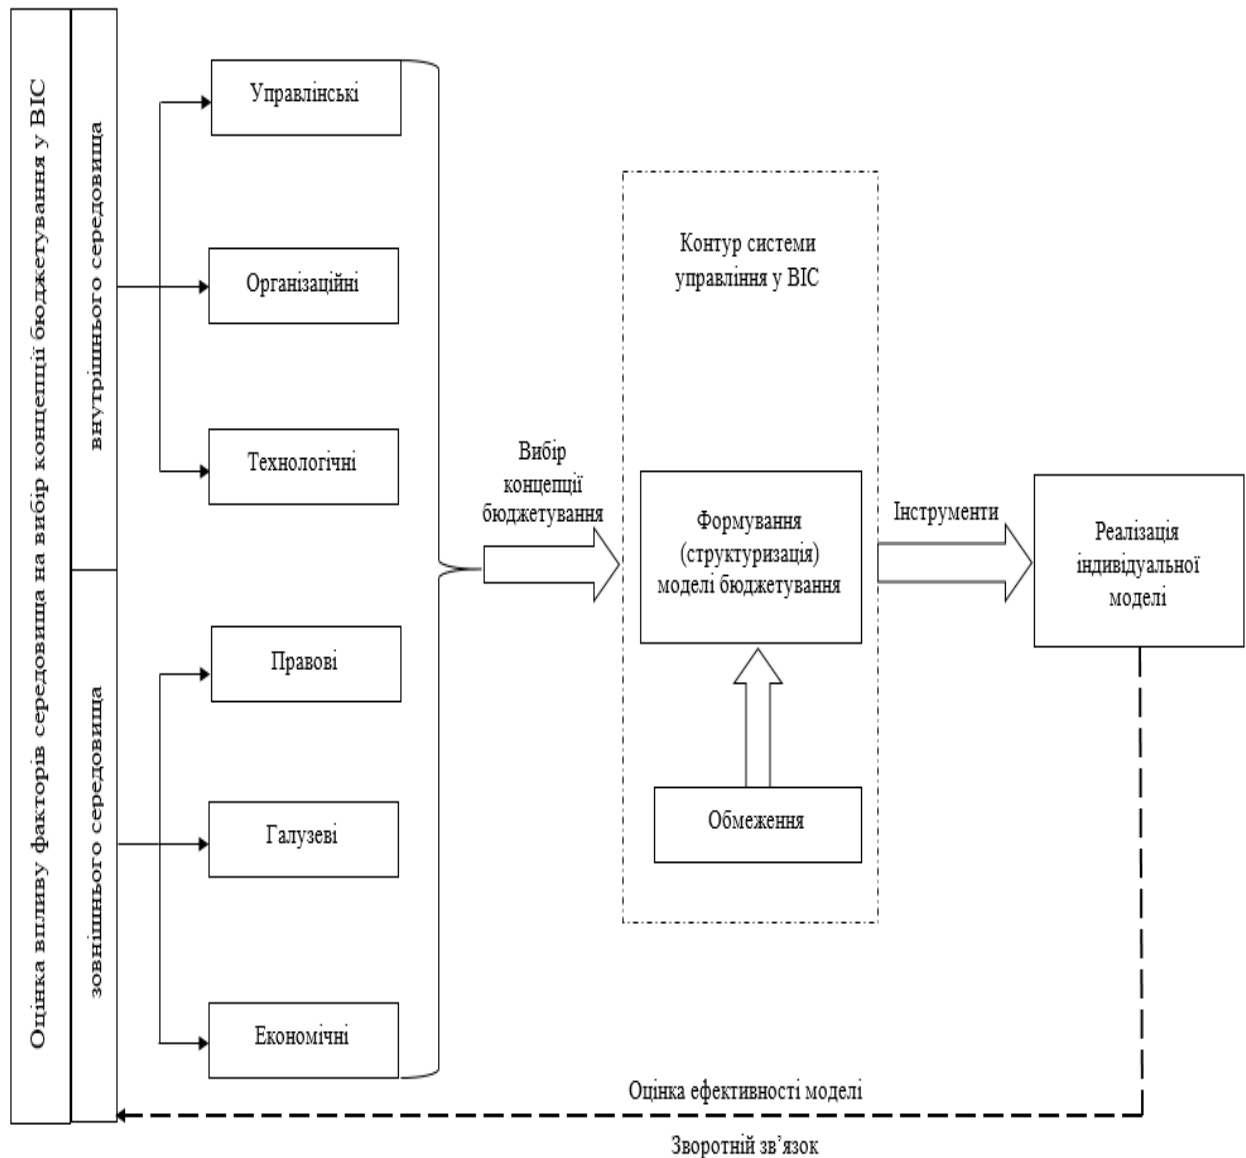 Оцінка впливу факторів середовища на вибір концепції бюджетування у ВІС
внутрішнього середовища
зовнішнього середовища
Управлінські
Організаційні
Технологічні
Правові
Галузеві
Економічні
Вибір
концепції
бюджетування
Контур системи
управління у ВІС
Формування
(структуризація)
моделі бюджетування
Обмеження
Інструменти
Реалізація
індивідуальної
моделі
Оцінка ефективності моделі
Зворотній зв’язок